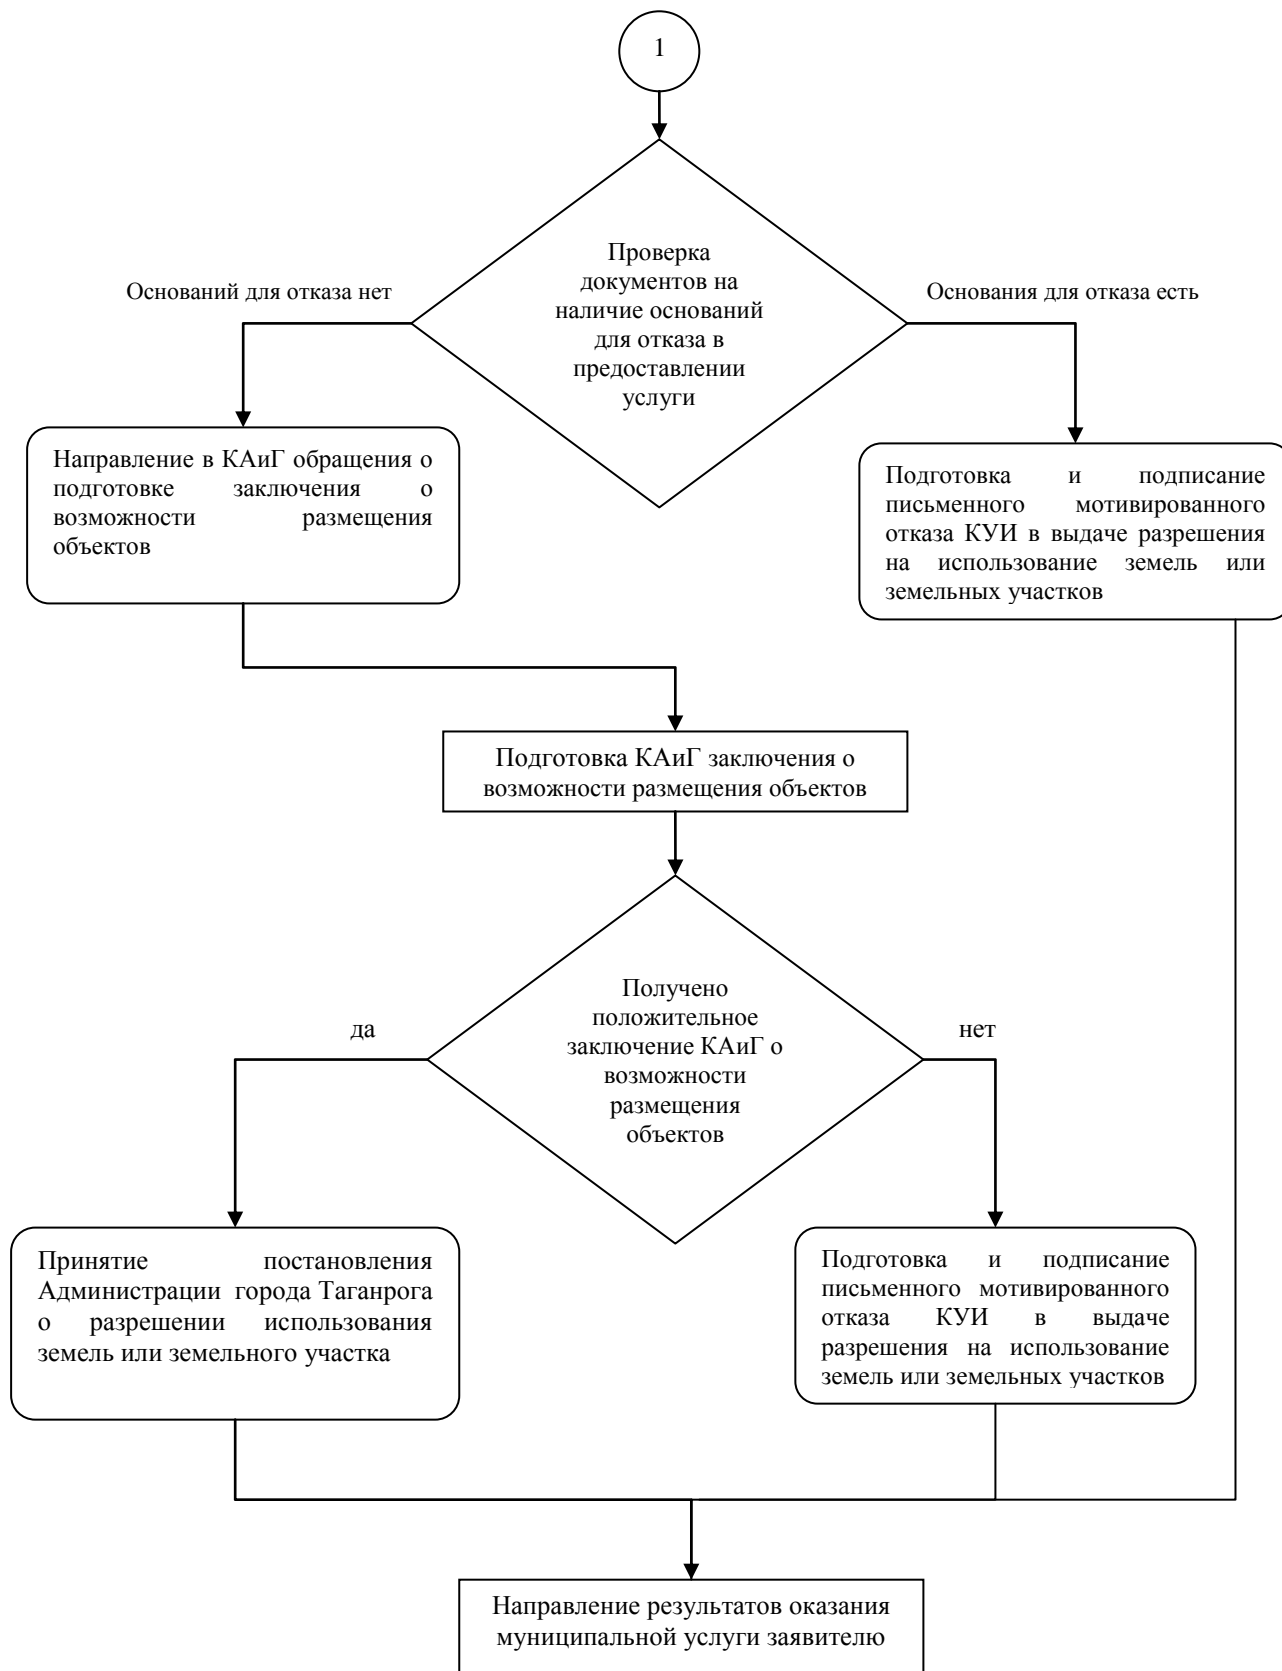 1
Проверка
документов на
наличие оснований
для отказа в
предоставлении
услуги
Оснований для отказа нет
Основания для отказа есть
Направление в КАиГ обращения о
подготовке заключения о
возможности размещения
объектов
Подготовка и подписание
письменного мотивированного
отказа КУИ в выдаче разрешения
на использование земель или
земельных участков
Подготовка КАиГ заключения о
возможности размещения объектов
Получено
положительное
заключение КАиГ о
возможности
размещения
объектов
да
нет
Принятие постановления
Администрации города Таганрога
о разрешении использования
земель или земельного участка
Подготовка и подписание
письменного мотивированного
отказа КУИ в выдаче
разрешения на использование
земель или земельных участков
Направление результатов оказания
муниципальной услуги заявителю